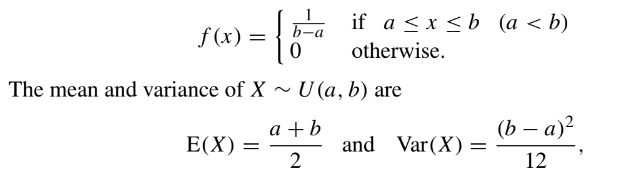 f(x) = { 1/(b−a) if a ≤ x ≤ b (a < b)
0 otherwise.
The mean and variance of X ∼ U(a, b) are
E(X) = (a + b)/2 and Var(X) = (b − a)²/12,